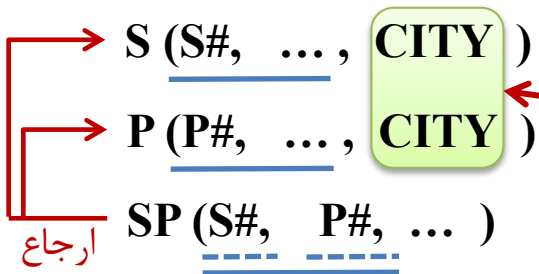 S (S#, … , CITY )
P (P#, … , CITY )
SP (S#, P#, … )
ارجاع